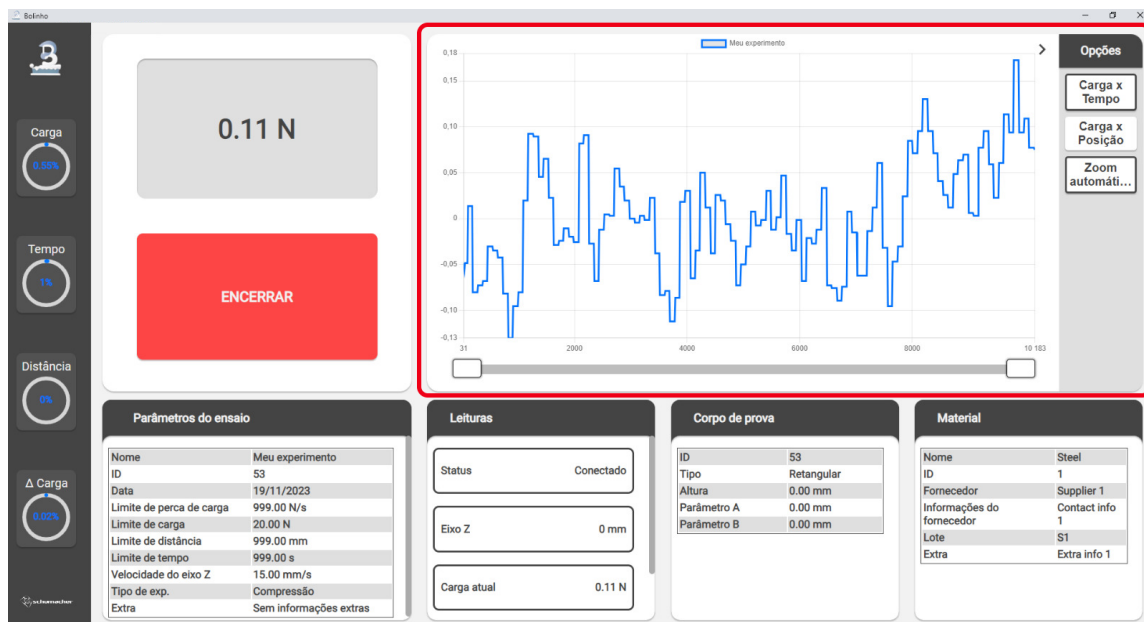 Bolinho
Carga
0.55%
Tempo
1%
Distância
0%
Δ Carga
0.02%
schumacher
0.11 N
ENCERRAR
Meu experimento
0,18
0,15
0,10
0,05
0
-0,05
-0,10
-0,13
31
2000
4000
6000
8000
10 183
Opções
Carga x
Tempo
Carga x
Posição
Zoom
automáti...
Parâmetros do ensaio
Nome Meu experimento
ID 53
Data 19/11/2023
Limite de perca de carga 999.00 N/s
Limite de carga 20.00 N
Limite de distância 999.00 mm
Limite de tempo 999.00 s
Velocidade do eixo Z 15.00 mm/s
Tipo de exp. Compressão
Extra Sem informações extras
Leituras
Status Conectado
Eixo Z 0 mm
Carga atual 0.11 N
Corpo de prova
ID 53
Tipo Retangular
Altura 0.00 mm
Parâmetro A 0.00 mm
Parâmetro B 0.00 mm
Material
Nome Steel
ID 1
Fornecedor Supplier 1
Informações do Contact info
fornecedor 1
Lote S1
Extra Extra info 1